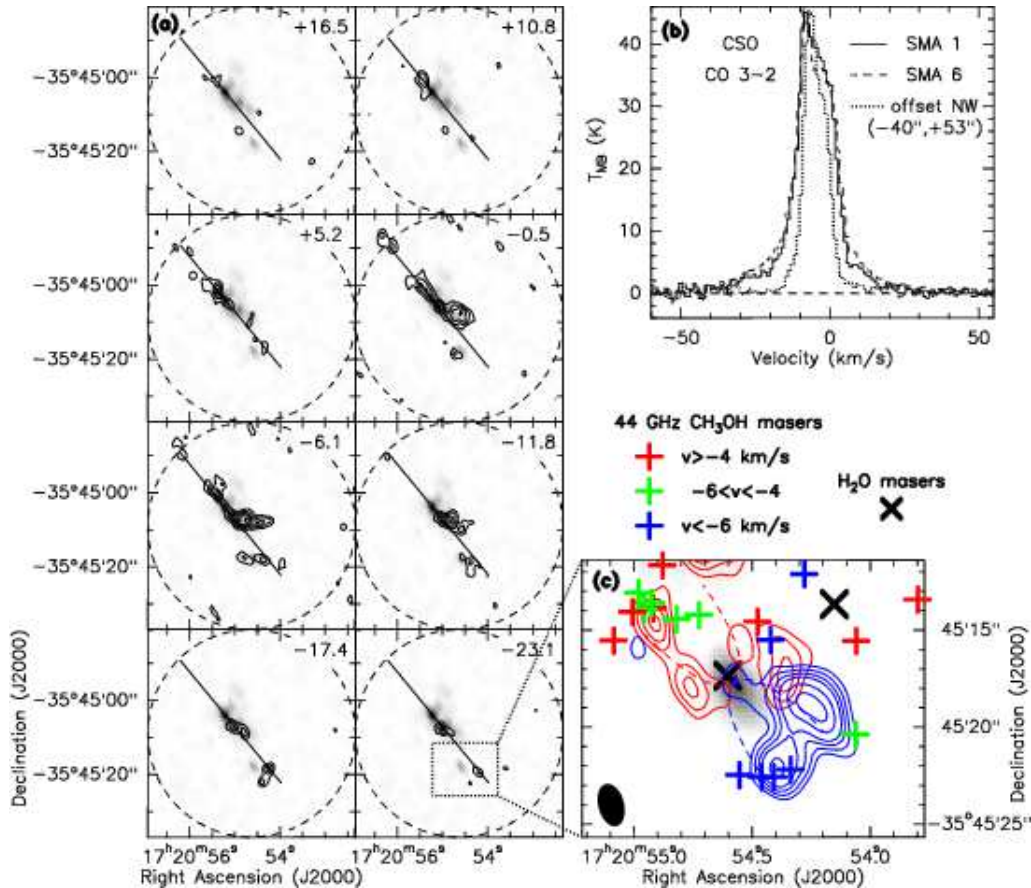 (a)
+16.5
+10.8
−35°45'00"
−35°45'20"
+5.2
−0.5
−35°45'00"
−35°45'20"
−6.1
−11.8
−35°45'00"
−35°45'20"
−17.4
−23.1
−35°45'00"
−35°45'20"
Declination (J2000)
17ʰ20ᵐ56ˢ
54ˢ
17ʰ20ᵐ56ˢ
54ˢ
Right Ascension (J2000)
(b)
CSO
CO 3−2
SMA 1
SMA 6
offset NW
(−40",+53")
40
30
20
10
0
T_MB (K)
−50
0
50
Velocity (km/s)
44 GHz CH₃OH masers
v>−4 km/s
−6<v<−4
v<−6 km/s
H₂O masers
(c)
45'15"
45'20"
−35°45'25"
Declination (J2000)
17ʰ20ᵐ55.0
54.5
54.0
Right Ascension (J2000)